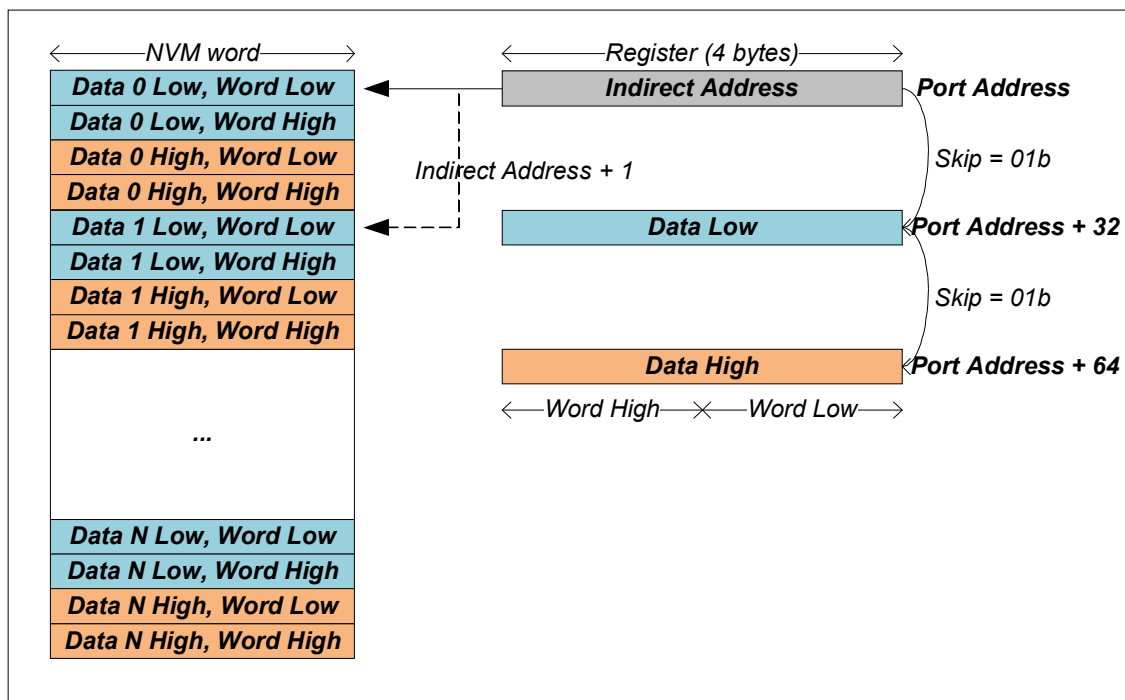 NVM word
Data 0 Low, Word Low
Data 0 Low, Word High
Data 0 High, Word Low
Data 0 High, Word High
Data 1 Low, Word Low
Data 1 Low, Word High
Data 1 High, Word Low
Data 1 High, Word High
...
Data N Low, Word Low
Data N Low, Word High
Data N High, Word Low
Data N High, Word High
Indirect Address + 1
Register (4 bytes)
Indirect Address
Port Address
Skip = 01b
Data Low
Port Address + 32
Skip = 01b
Data High
Port Address + 64
Word High
Word Low